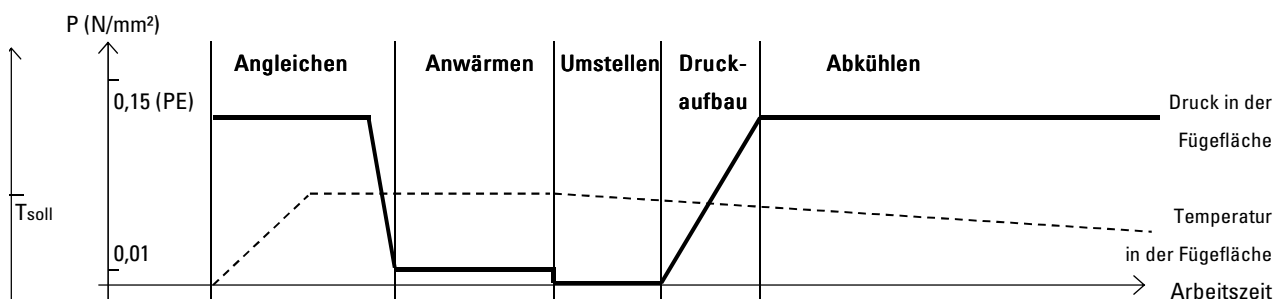 P (N/mm²)
Angleichen
Anwärmen
Umstellen
Druck-
aufbau
Abkühlen
0,15 (PE)
Druck in der
Fügefläche
Tsoll
Temperatur
in der Fügefläche
0,01
Arbeitszeit